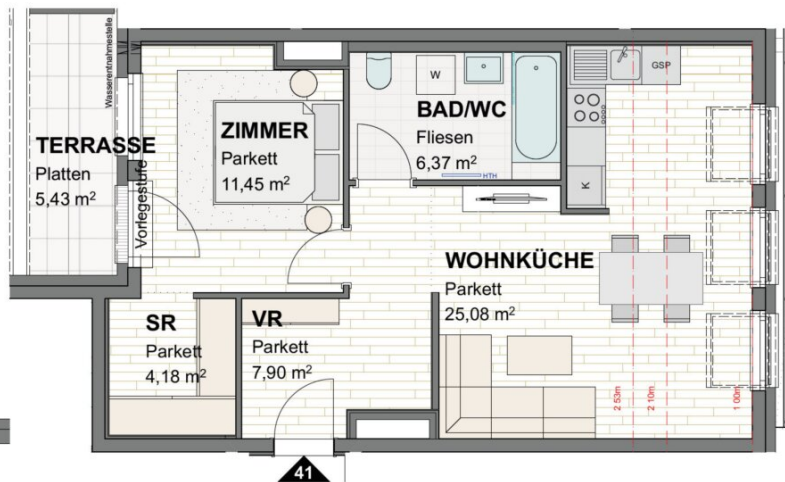 Wasserentnahmestelle
TERRASSE
Platten
5,43 m²
Vorlegestufe
ZIMMER
Parkett
11,45 m²
W
BAD/WC
Fliesen
6,37 m²
HTH
GSP
K
WOHNKÜCHE
Parkett
25,08 m²
SR
Parkett
4,18 m²
VR
Parkett
7,90 m²
2.53m
2.10m
1.00m
41